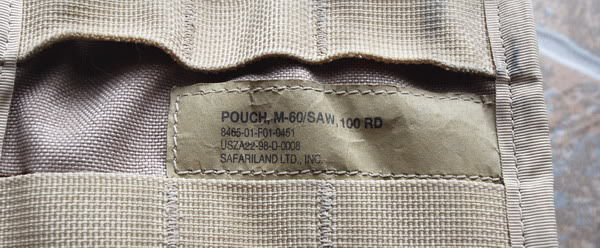 POUCH, M-60/SAW, 100 RD
8465-01-F01-0451
USZA22-98-D-0008
SAFARILAND LTD., INC.